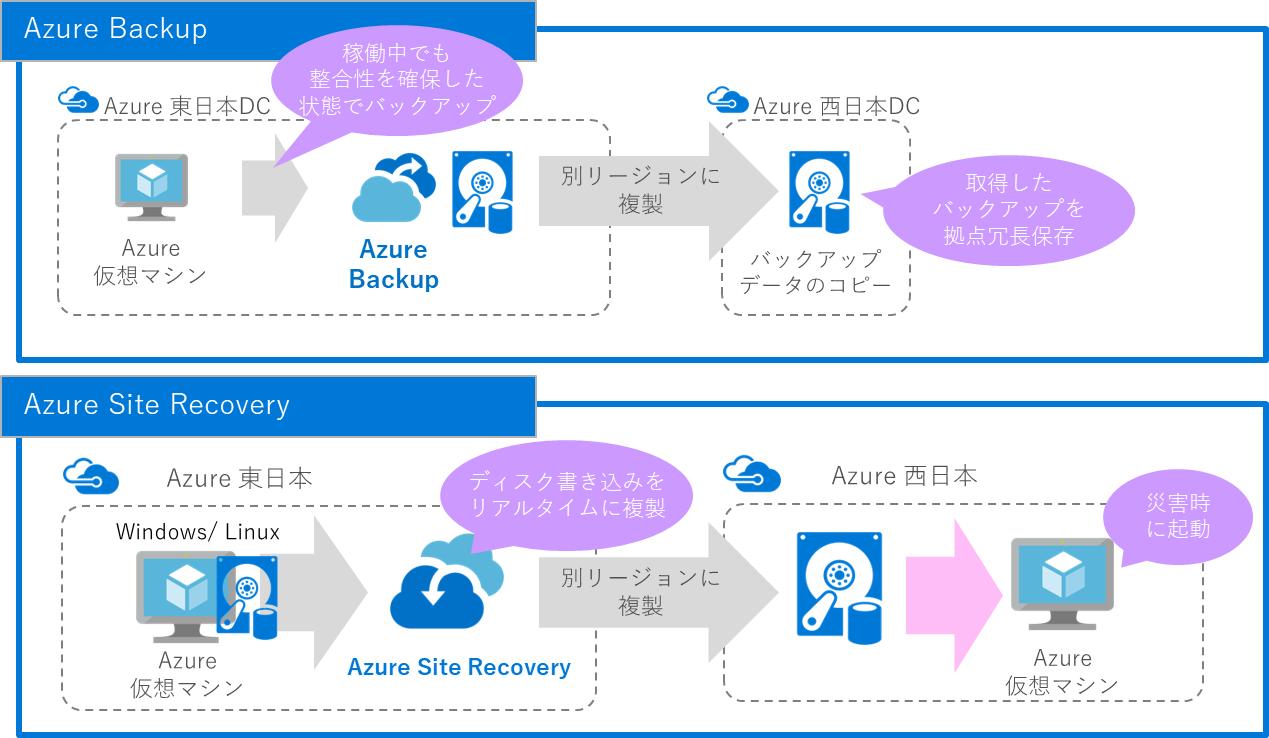 Azure Backup
稼働中でも
整合性を確保した
状態でバックアップ
Azure 東日本DC
Azure 西日本DC
別リージョンに
複製
取得した
バックアップを
拠点冗長保存
Azure
仮想マシン
Azure
Backup
バックアップ
データのコピー
Azure Site Recovery
Azure 東日本
ディスク書き込みを
リアルタイムに複製
Azure 西日本
災害時
に起動
Windows/ Linux
別リージョンに
複製
Azure
仮想マシン
Azure Site Recovery
Azure
仮想マシン